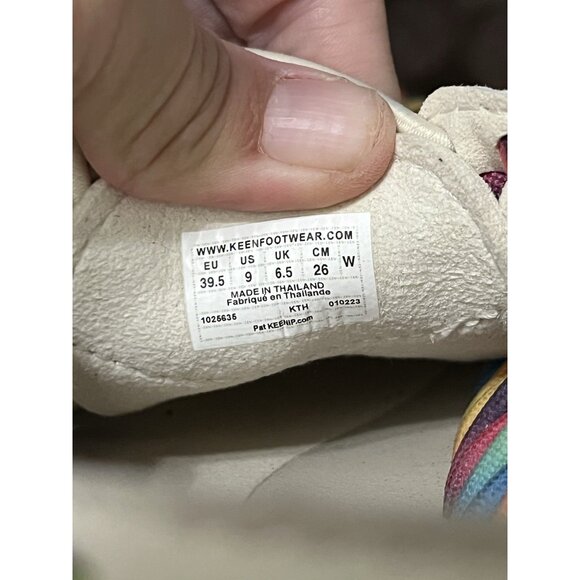 WWW.KEENFOOTWEAR.COM
EU US UK CM W
39.5 9 6.5 26
MADE IN THAILAND
Fabriqué en Thaïlande
1025635 KTH 010223
Pat KEENIP.com